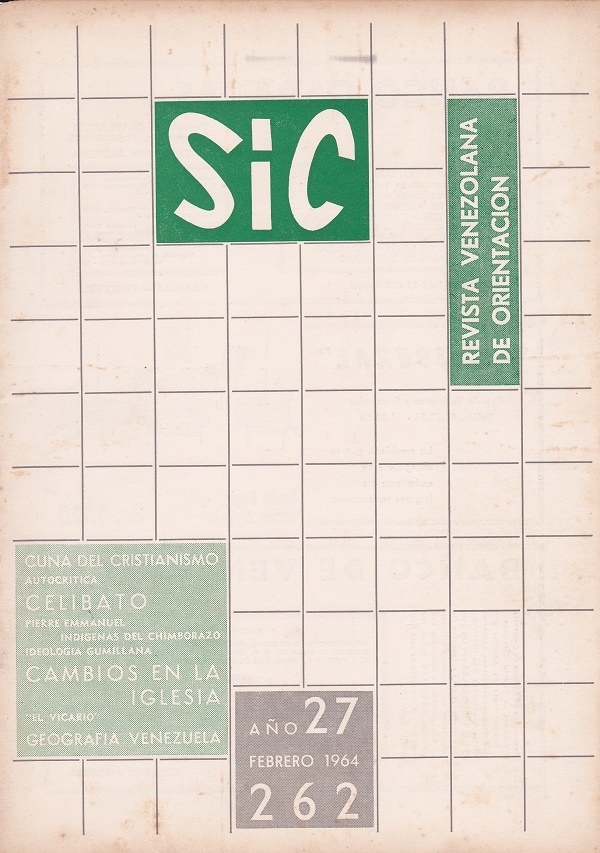 SiC
REVISTA VENEZOLANA
DE ORIENTACION
CUNA DEL CRISTIANISMO
AUTOCRITICA
CELIBATO
PIERRE EMMANUEL
INDIGENAS DEL CHIMBORAZO
IDEOLOGIA GUMILLANA
CAMBIOS EN LA
IGLESIA
"EL VICARIO"
GEOGRAFIA VENEZUELA
AÑO 27
FEBRERO 1964
262